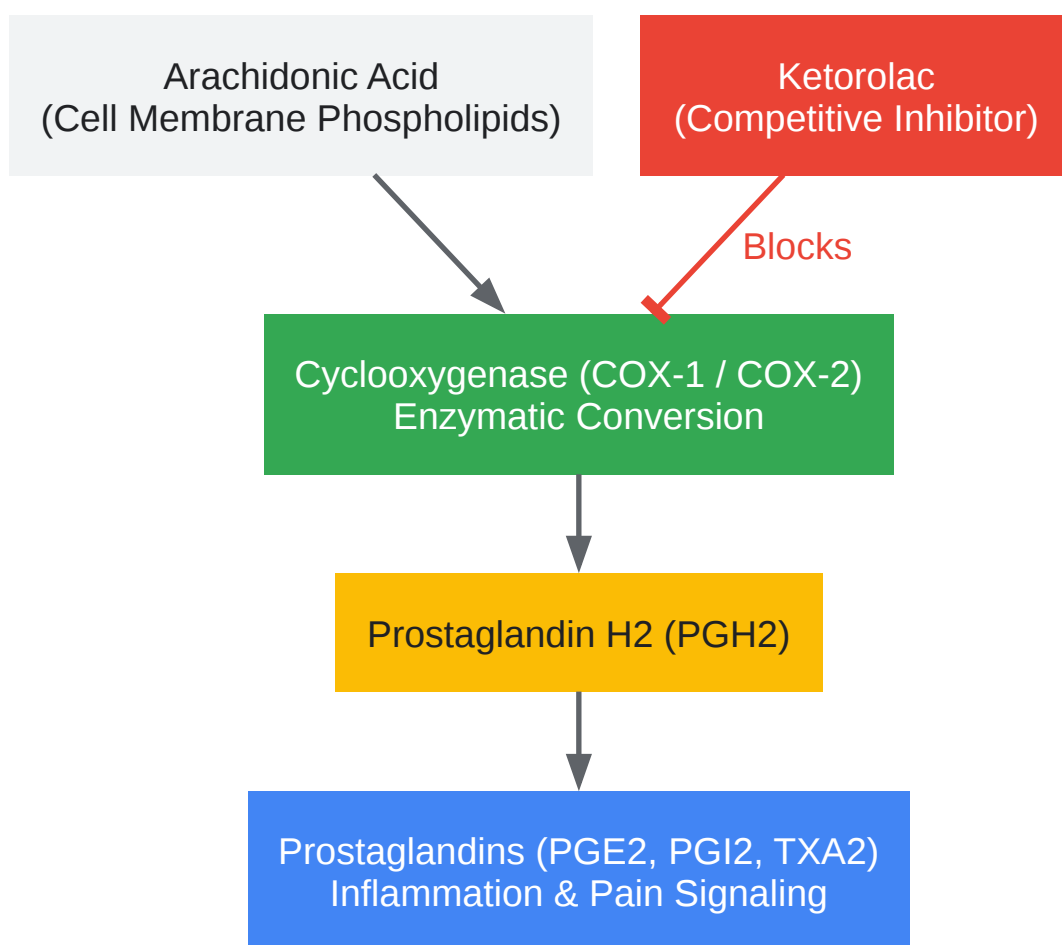 Arachidonic Acid
(Cell Membrane Phospholipids)
Ketorolac
(Competitive Inhibitor)
Blocks
Cyclooxygenase (COX-1 / COX-2)
Enzymatic Conversion
Prostaglandin H2 (PGH2)
Prostaglandins (PGE2, PGI2, TXA2)
Inflammation & Pain Signaling